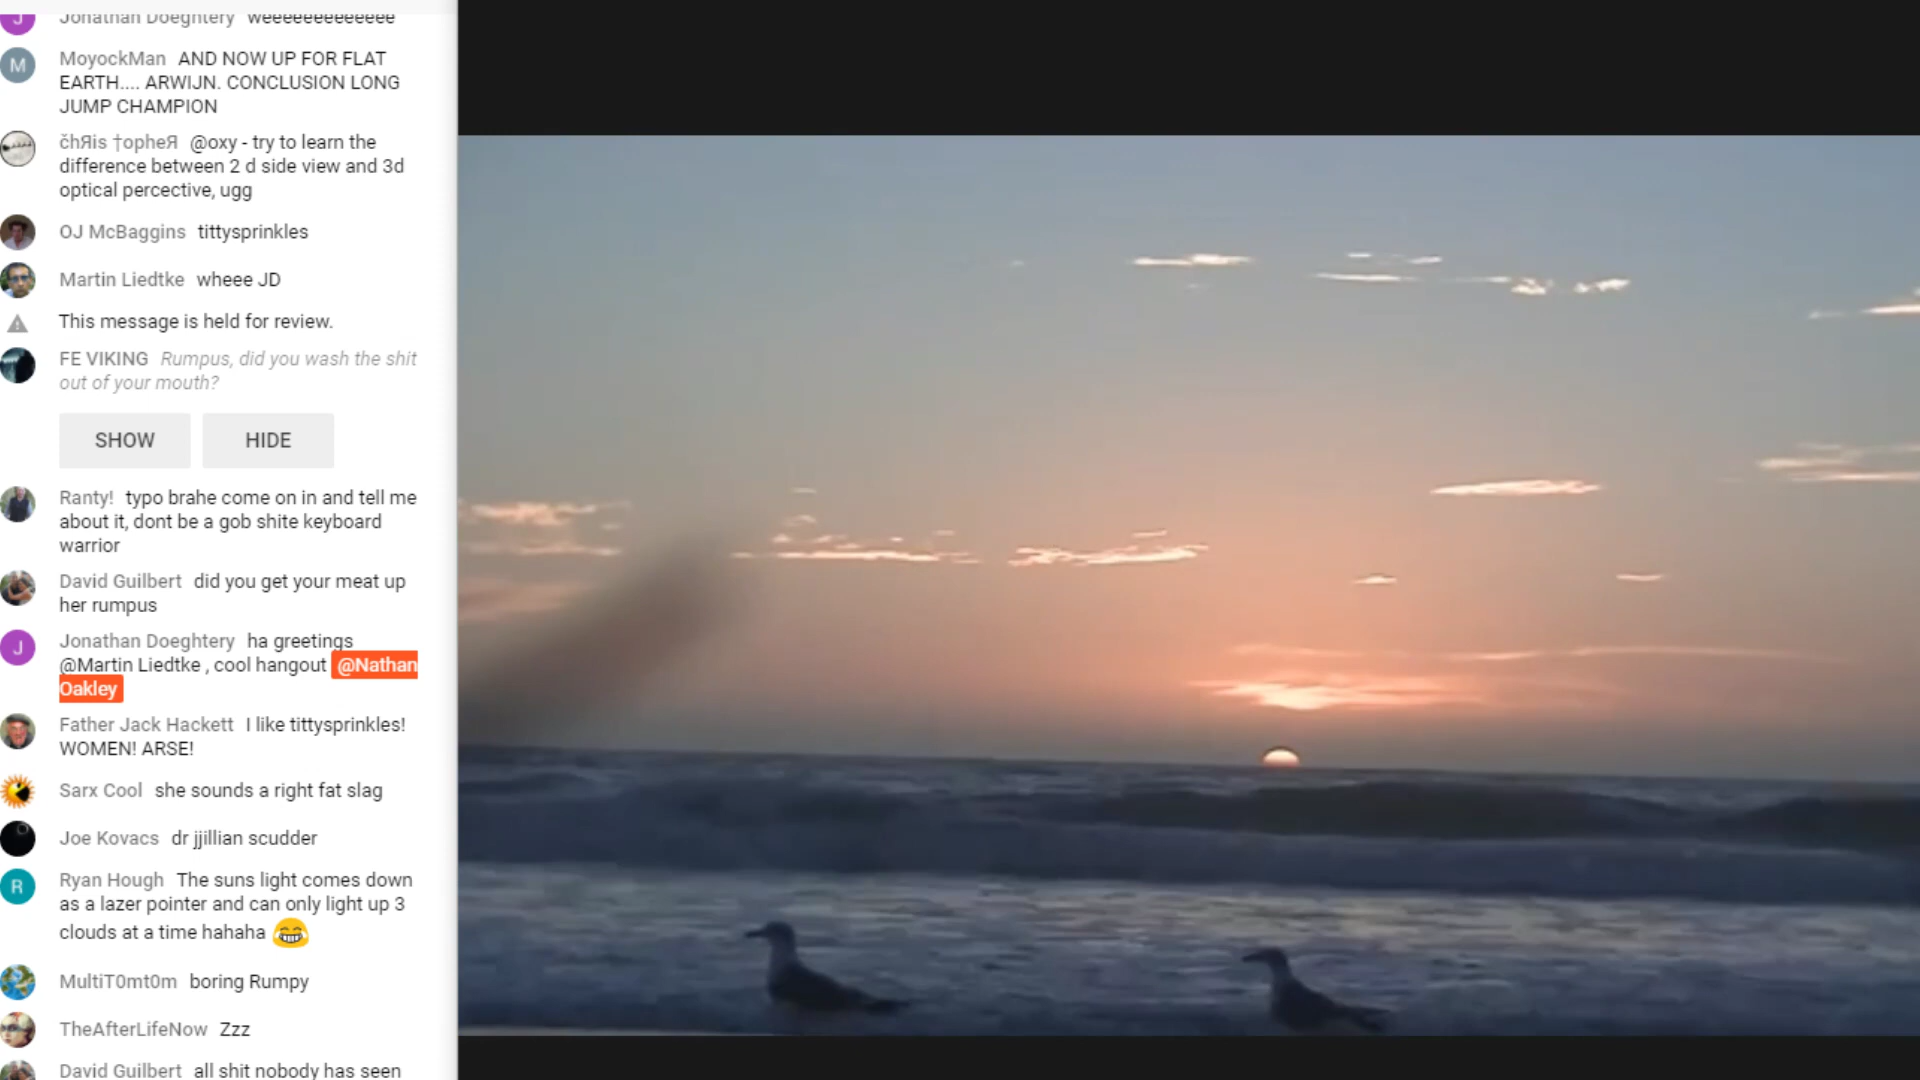 J Jonathan Doeghtery weeeeeeeeeeeee
M MoyockMan AND NOW UP FOR FLAT
EARTH.... ARWIJN. CONCLUSION LONG
JUMP CHAMPION
čhЯis †opheЯ @oxy - try to learn the
difference between 2 d side view and 3d
optical percective, ugg
OJ McBaggins tittysprinkles
Martin Liedtke wheee JD
This message is held for review.
FE VIKING Rumpus, did you wash the shit
out of your mouth?
SHOW HIDE
Ranty! typo brahe come on in and tell me
about it, dont be a gob shite keyboard
warrior
David Guilbert did you get your meat up
her rumpus
J Jonathan Doeghtery ha greetings
@Martin Liedtke , cool hangout @Nathan
Oakley
Father Jack Hackett I like tittysprinkles!
WOMEN! ARSE!
Sarx Cool she sounds a right fat slag
Joe Kovacs dr jjillian scudder
R Ryan Hough The suns light comes down
as a lazer pointer and can only light up 3
clouds at a time hahaha 😂
MultiT0mt0m boring Rumpy
TheAfterLifeNow Zzz
David Guilbert all shit nobody has seen